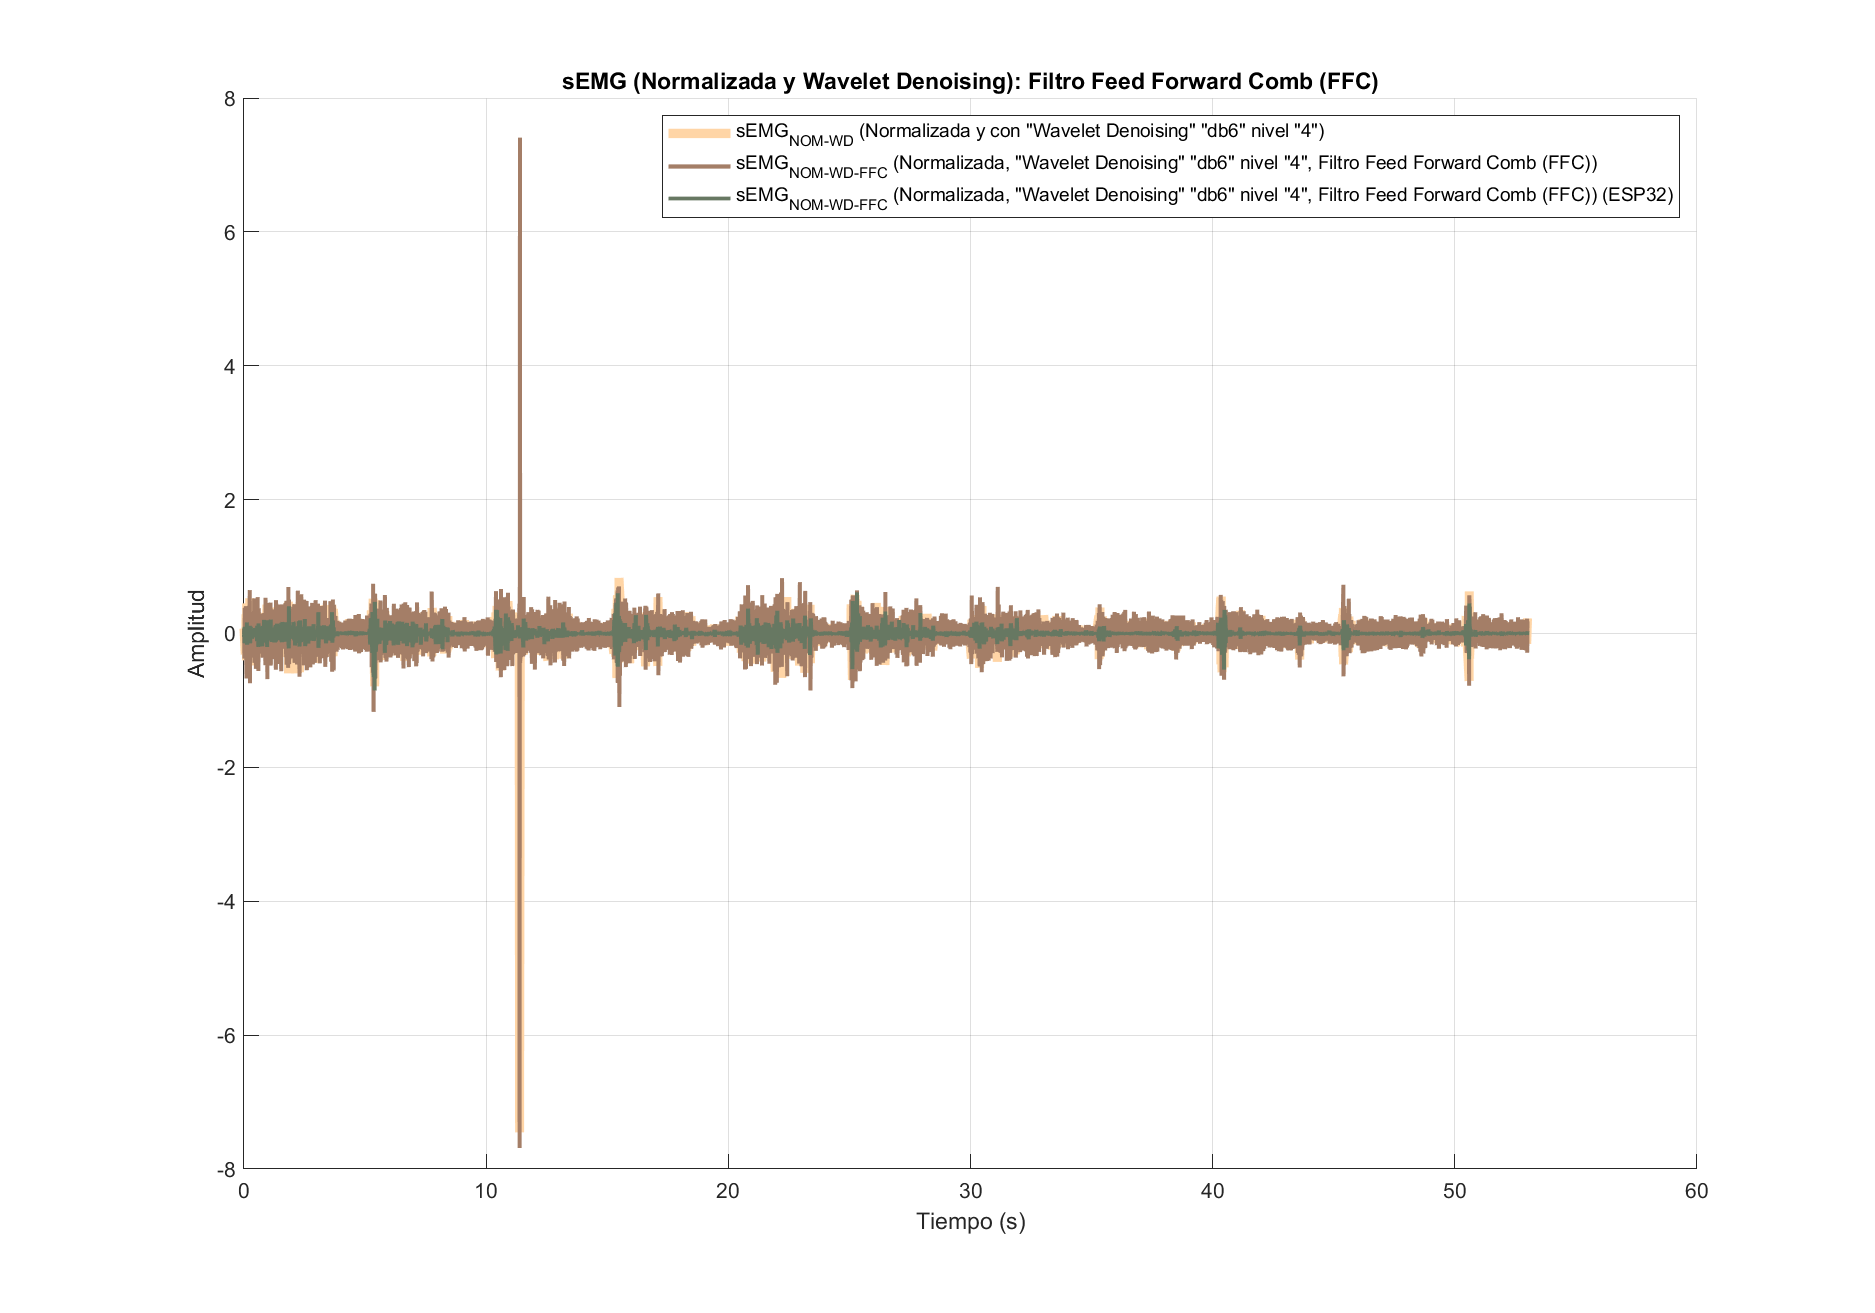 sEMG (Normalizada y Wavelet Denoising): Filtro Feed Forward Comb (FFC)
sEMG_NOM-WD (Normalizada y con "Wavelet Denoising" "db6" nivel "4")
sEMG_NOM-WD-FFC (Normalizada, "Wavelet Denoising" "db6" nivel "4", Filtro Feed Forward Comb (FFC))
sEMG_NOM-WD-FFC (Normalizada, "Wavelet Denoising" "db6" nivel "4", Filtro Feed Forward Comb (FFC)) (ESP32)
8
6
4
2
0
-2
-4
-6
-8
Amplitud
0 10 20 30 40 50 60
Tiempo (s)